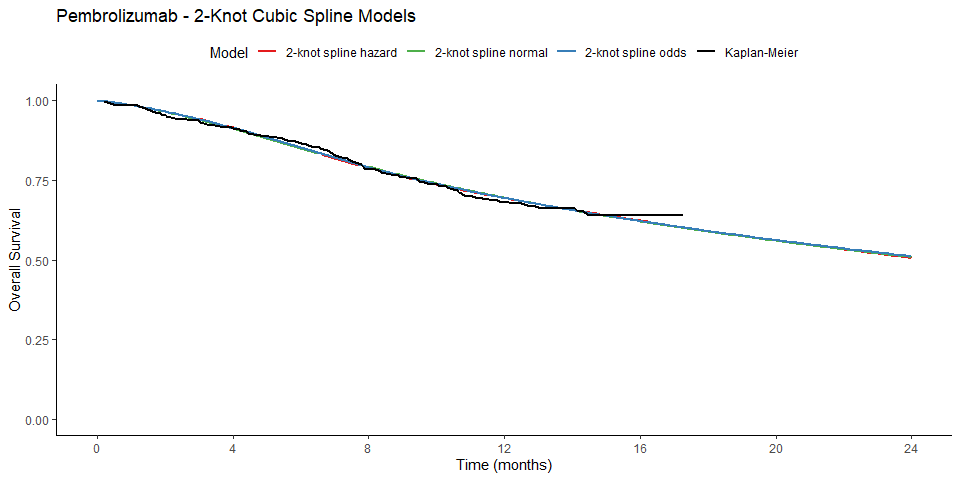 Pembrolizumab - 2-Knot Cubic Spline Models
Model 2-knot spline hazard 2-knot spline normal 2-knot spline odds Kaplan-Meier
1.00
0.75
0.50
0.25
0.00
Overall Survival
0 4 8 12 16 20 24
Time (months)